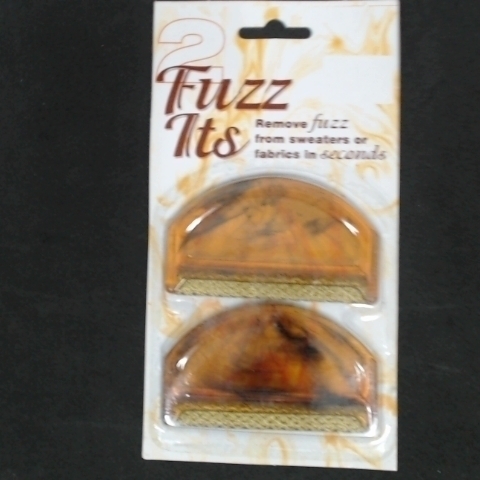 2
Fuzz
Its
Remove fuzz
from sweaters or
fabrics in seconds